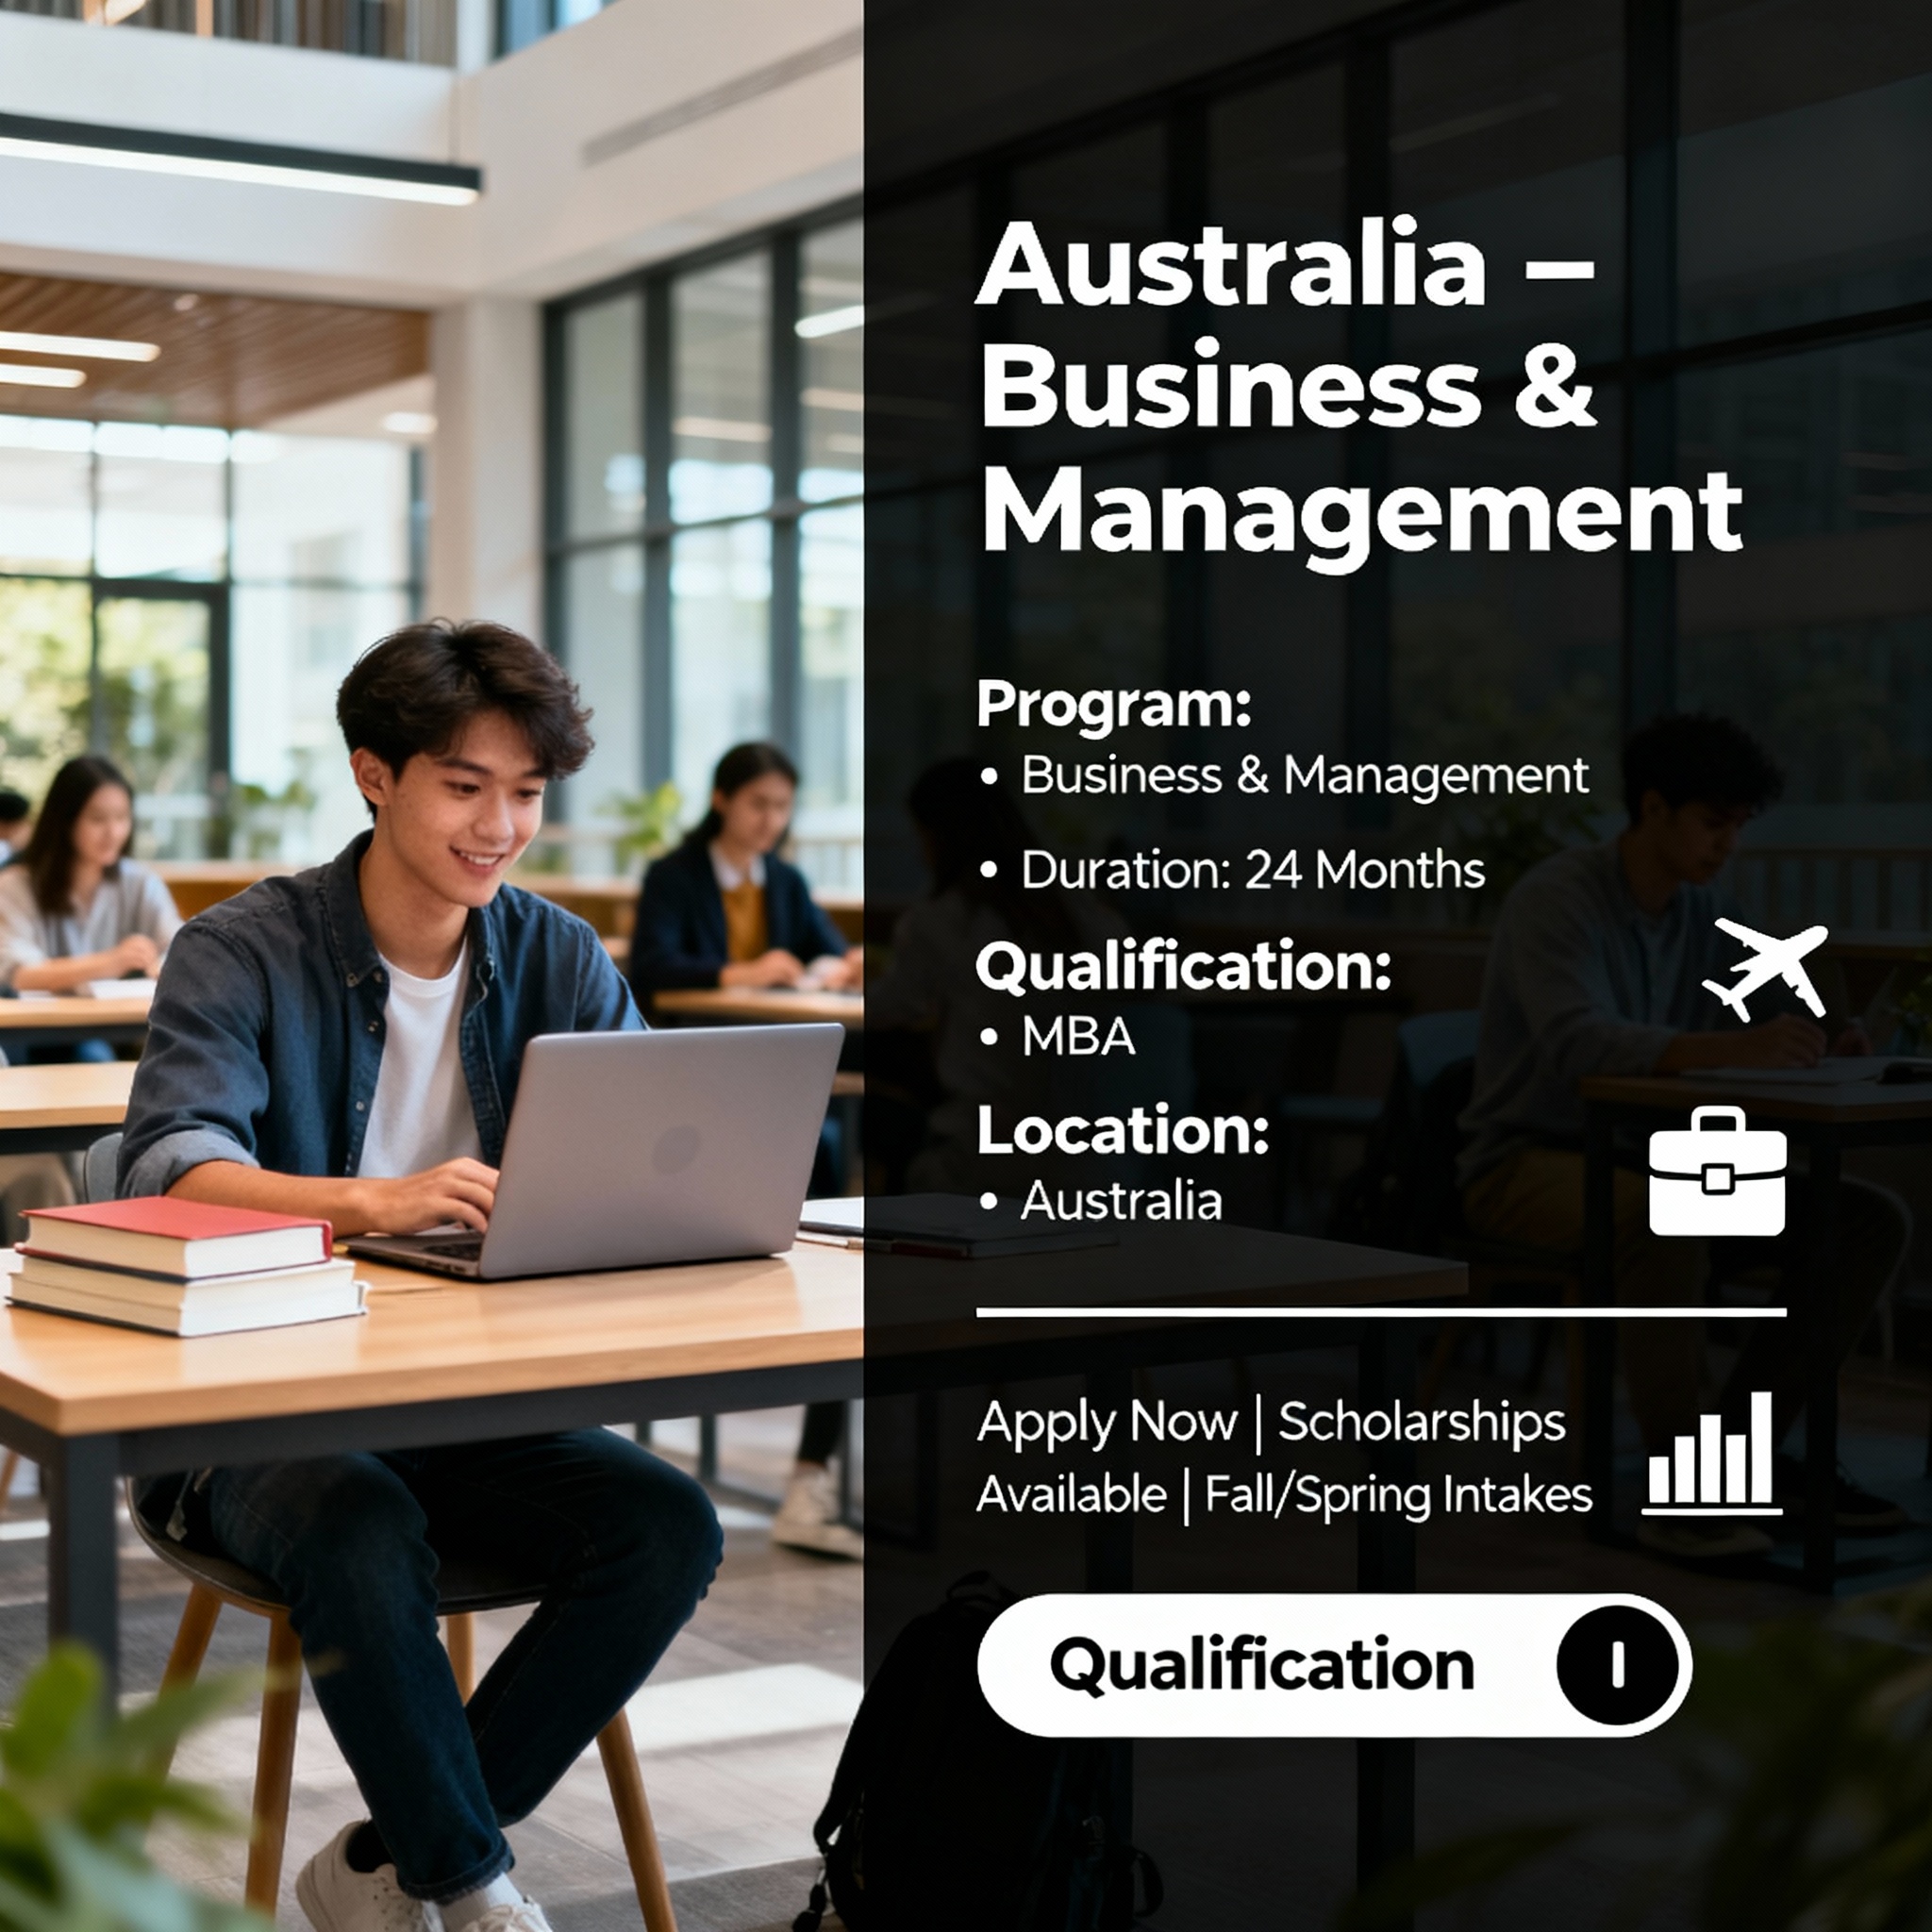 Australia –
Business &
Management
Program:
• Business & Management
• Duration: 24 Months
Qualification:
• MBA
Location:
• Australia
Apply Now | Scholarships
Available | Fall/Spring Intakes
Qualification